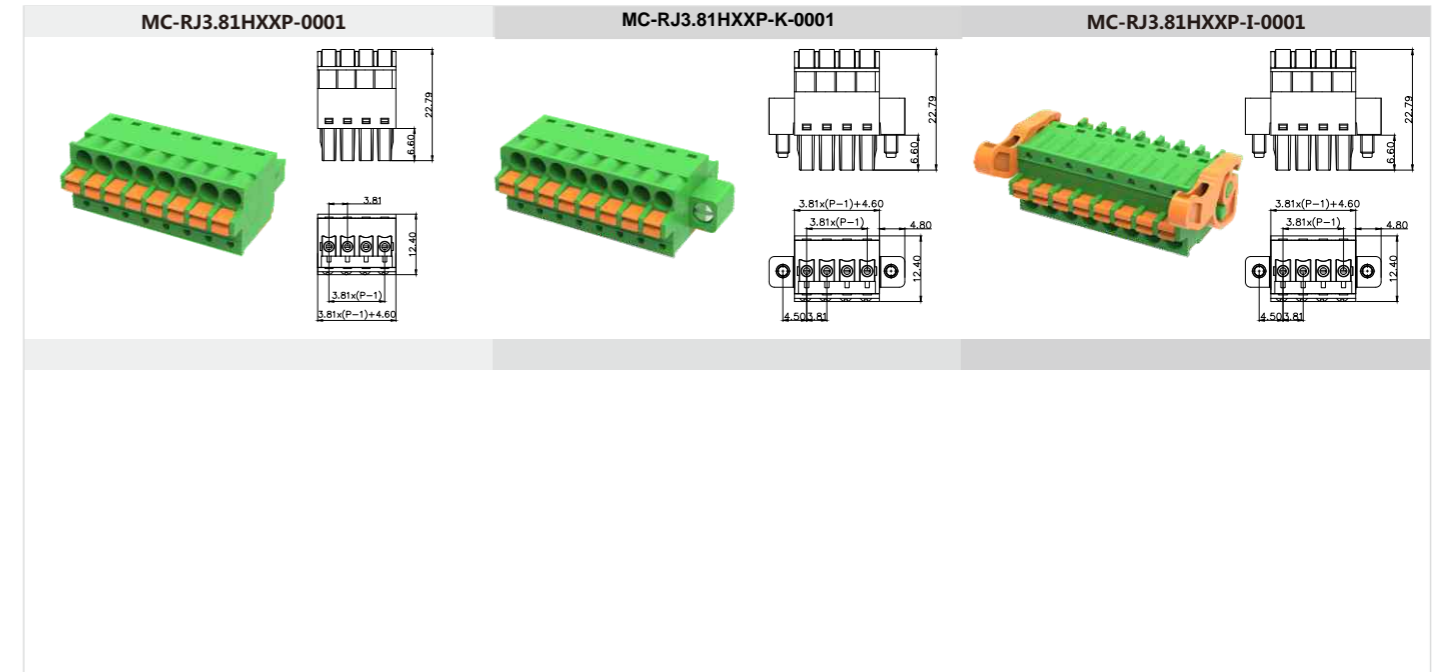 MC-RJ3.81HXXP-0001
MC-RJ3.81HXXP-K-0001
MC-RJ3.81HXXP-I-0001
22.79
6.60
3.81
12.40
3.81x(P-1)
3.81x(P-1)+4.60
22.79
6.60
3.81x(P-1)+4.60
3.81x(P-1)
4.80
12.40
4.50
3.81
22.79
6.60
3.81x(P-1)+4.60
3.81x(P-1)
4.80
12.40
4.50
3.81